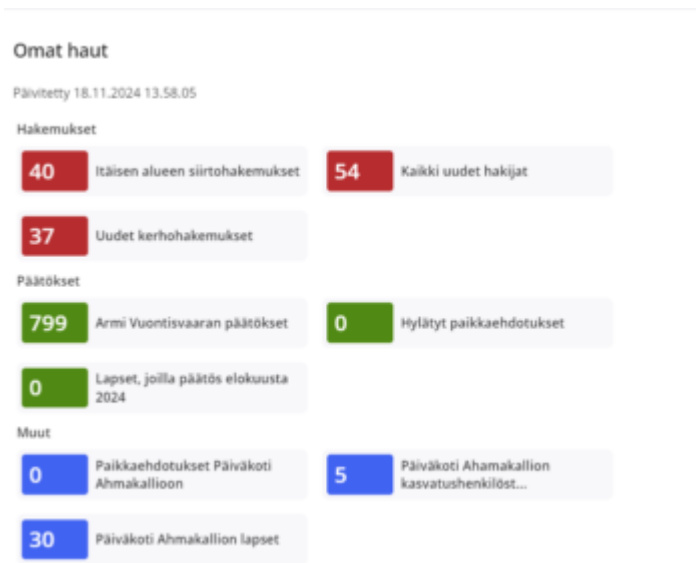 Omat haut
Päivitetty 18.11.2024 13.58.05
Hakemukset
40 Itäisen alueen siirtohakemukset
54 Kaikki uudet hakijat
37 Uudet kerhohakemukset
Päätökset
799 Armi Vuontisvaaran päätökset
0 Hylätyt paikkaehdotukset
0 Lapset, joilla päätös elokuusta
2024
Muut
0 Paikkaehdotukset Päiväkoti
Ahmakallioon
5 Päiväkoti Ahamakallion
kasvatushenkilöst...
30 Päiväkoti Ahmakallion lapset